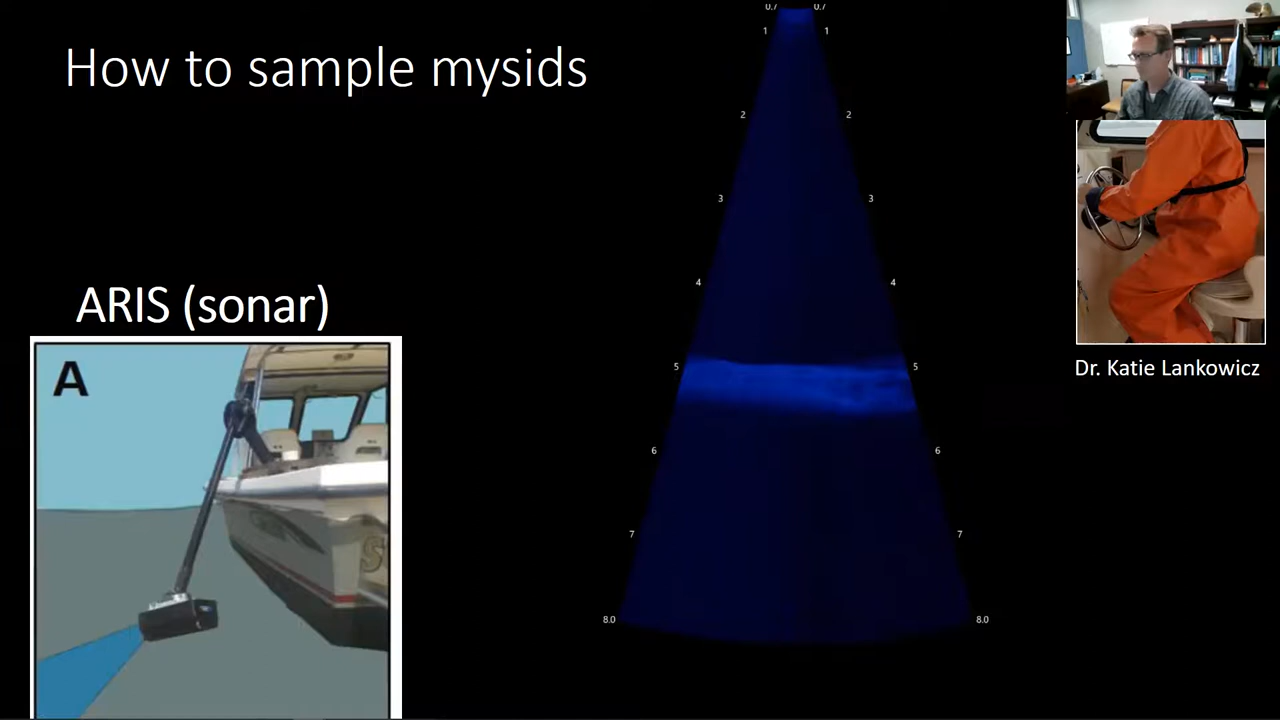 How to sample mysids
0.7 0.7
1 1
2 2
3 3
4 4
5 5
6 6
7 7
8.0 8.0
ARIS (sonar)
A
S
Dr. Katie Lankowicz